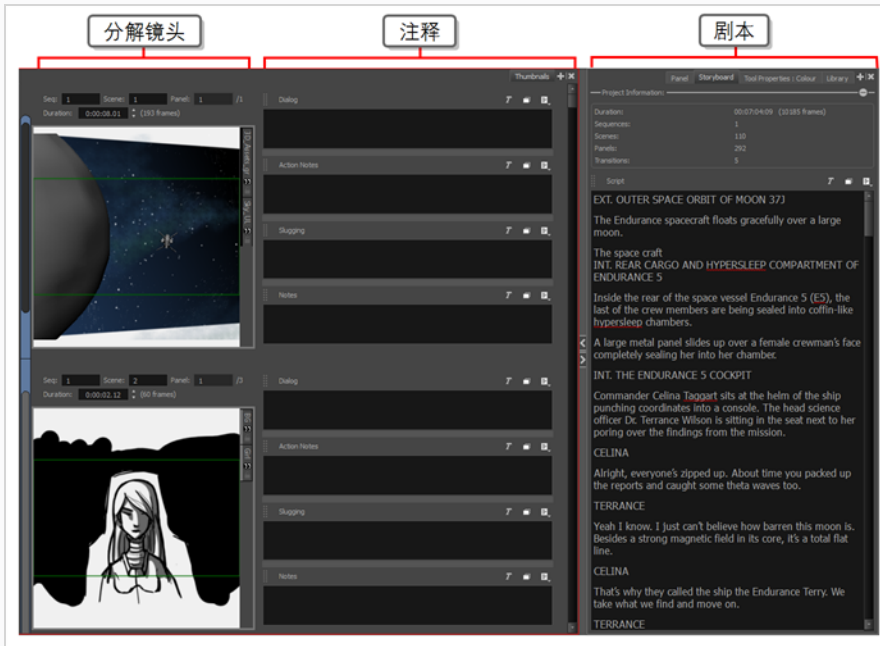 分解镜头
注释
剧本
Thumbnails
Seq: 1 Scene: 1 Panel: 1 /1
Duration: 0:00:08.01 (193 frames)
Dialog
Action Notes
Slugging
Notes
Seq: 1 Scene: 2 Panel: 1 /3
Duration: 0:00:02.12 (60 frames)
Dialog
Action Notes
Slugging
Notes
Panel Storyboard Tool Properties : Colour Library
Project Information:
Duration: 00:07:04:09 (10185 frames)
Sequences: 1
Scenes: 110
Panels: 292
Transitions: 5
Script
EXT. OUTER SPACE ORBIT OF MOON 37J
The Endurance spacecraft floats gracefully over a large
moon.
The space craft
INT. REAR CARGO AND HYPERSLEEP COMPARTMENT OF
ENDURANCE 5
Inside the rear of the space vessel Endurance 5 (E5), the
last of the crew members are being sealed into coffin-like
hypersleep chambers.
A large metal panel slides up over a female crewman's face
completely sealing her into her chamber.
INT. THE ENDURANCE 5 COCKPIT
Commander Celina Taggart sits at the helm of the ship
punching coordinates into a console. The head science
officer Dr. Terrance Wilson is sitting in the seat next to her
poring over the findings from the mission.
CELINA
Alright, everyone's zipped up. About time you packed up
the reports and caught some theta waves too.
TERRANCE
Yeah I know. I just can't believe how barren this moon is.
Besides a strong magnetic field in its core, it's a total flat
line.
CELINA
That's why they called the ship the Endurance Terry. We
take what we find and move on.
TERRANCE